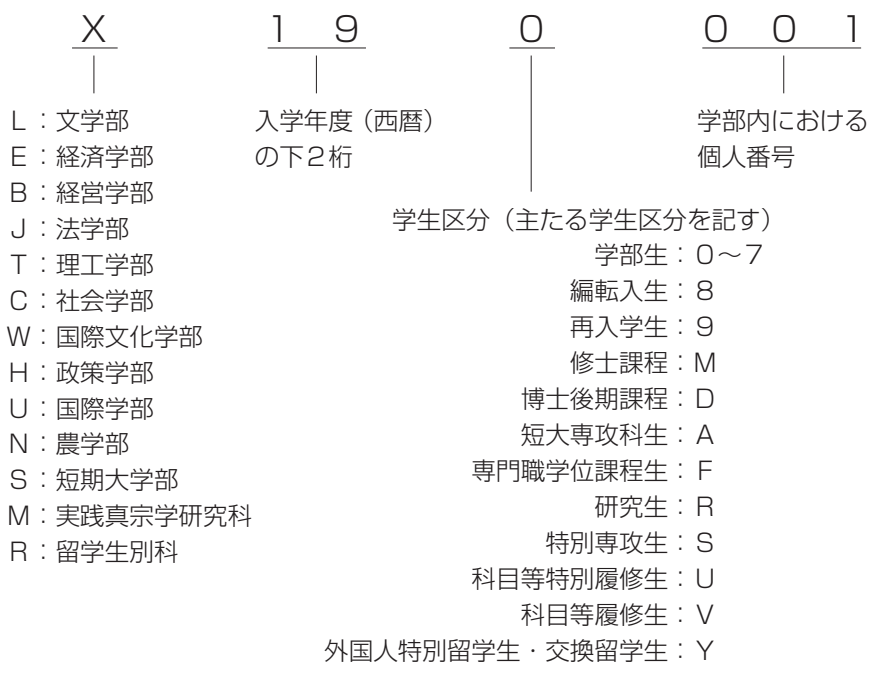 X 19 0 001
L：文学部
E：経済学部
B：経営学部
J：法学部
T：理工学部
C：社会学部
W：国際文化学部
H：政策学部
U：国際学部
N：農学部
S：短期大学部
M：実践真宗学研究科
R：留学生別科
入学年度（西暦）
の下２桁
学生区分（主たる学生区分を記す）
学部生：０〜７
編転入生：８
再入学生：９
修士課程：M
博士後期課程：D
短大専攻科生：A
専門職学位課程生：F
研究生：R
特別専攻生：S
科目等特別履修生：U
科目等履修生：V
外国人特別留学生・交換留学生：Y
学部内における
個人番号